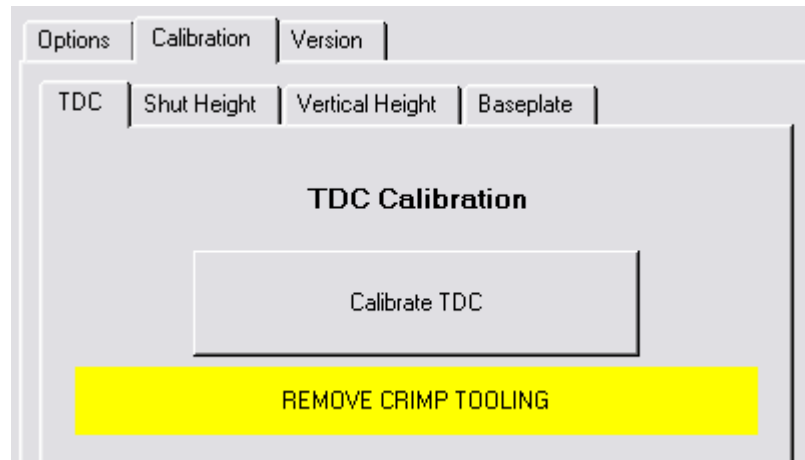 Options Calibration Version
TDC Shut Height Vertical Height Baseplate
TDC Calibration
Calibrate TDC
REMOVE CRIMP TOOLING